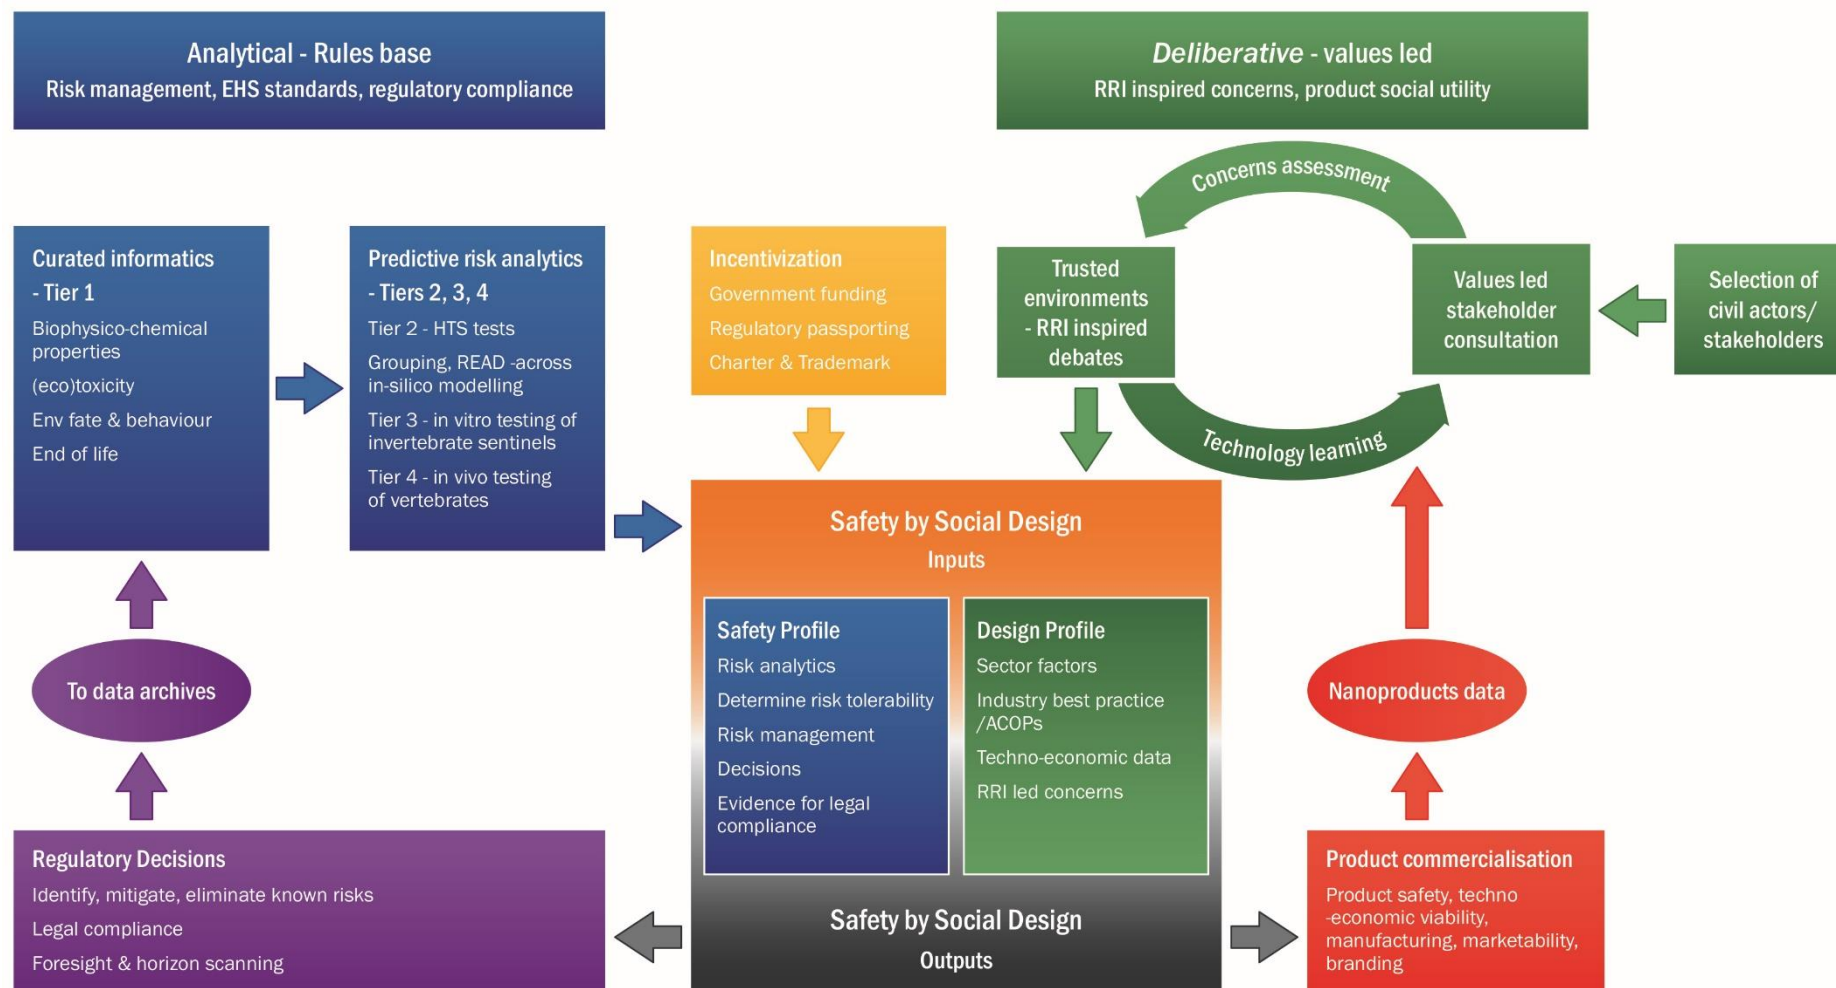 Analytical - Rules base
Risk management, EHS standards, regulatory compliance
Deliberative - values led
RRI inspired concerns, product social utility
Curated informatics
- Tier 1
Biophysico-chemical
properties
(eco)toxicity
Env fate & behaviour
End of life
Predictive risk analytics
- Tiers 2, 3, 4
Tier 2 - HTS tests
Grouping, READ -across
in-silico modelling
Tier 3 - in vitro testing of
invertebrate sentinels
Tier 4 - in vivo testing
of vertebrates
Incentivization
Government funding
Regulatory passporting
Charter & Trademark
Concerns assessment
Trusted
environments
- RRI inspired
debates
Values led
stakeholder
consultation
Selection of
civil actors/
stakeholders
Technology learning
Safety by Social Design
Inputs
Safety Profile
Risk analytics
Determine risk tolerability
Risk management
Decisions
Evidence for legal
compliance
Design Profile
Sector factors
Industry best practice
/ACOPs
Techno-economic data
RRI led concerns
Safety by Social Design
Outputs
To data archives
Regulatory Decisions
Identify, mitigate, eliminate known risks
Legal compliance
Foresight & horizon scanning
Nanoproducts data
Product commercialisation
Product safety, techno
-economic viability,
manufacturing, marketability,
branding